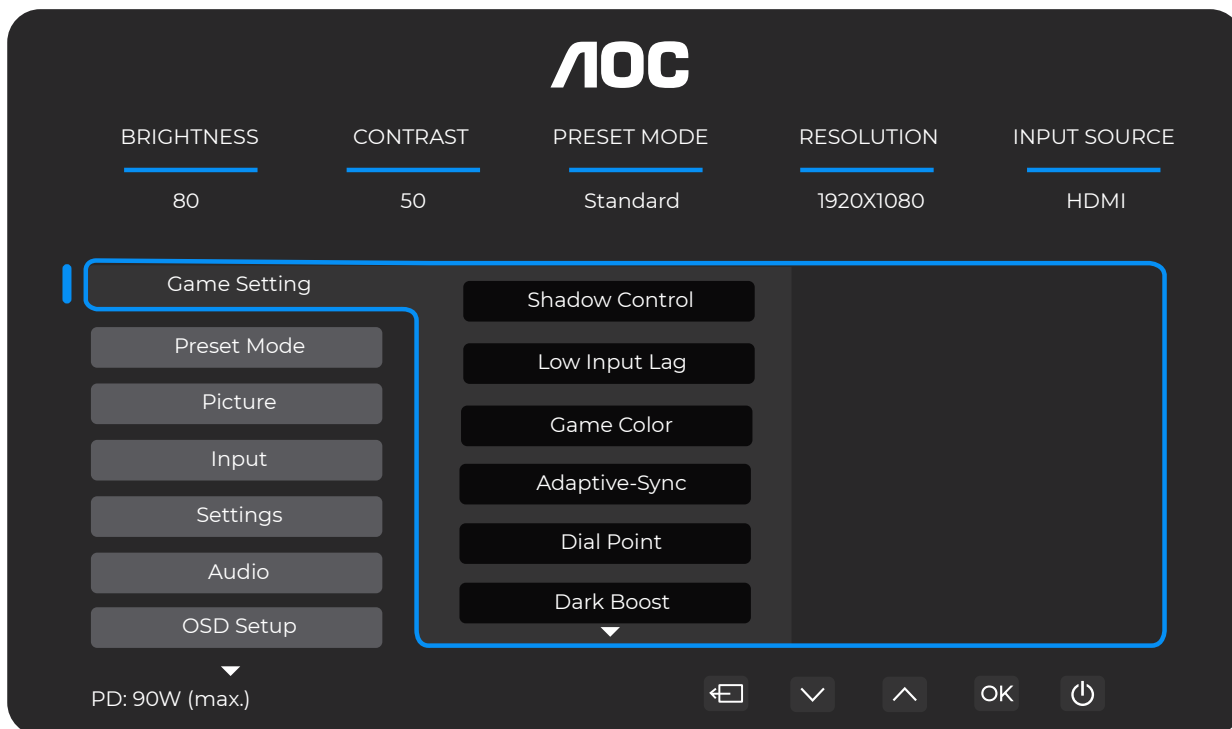 AOC
BRIGHTNESS CONTRAST PRESET MODE RESOLUTION INPUT SOURCE
80 50 Standard 1920X1080 HDMI
Game Setting
Preset Mode
Picture
Input
Settings
Audio
OSD Setup
Shadow Control
Low Input Lag
Game Color
Adaptive-Sync
Dial Point
Dark Boost
PD: 90W (max.)
OK